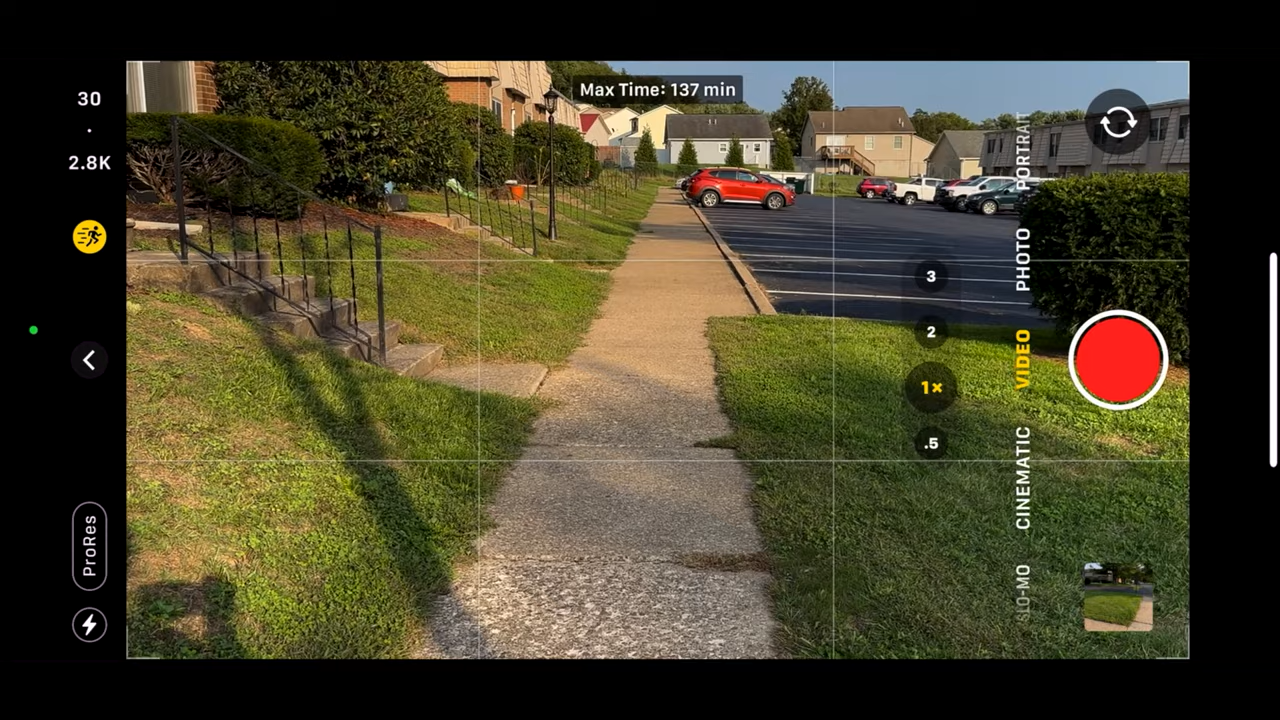 30
2.8K
ProRes
Max Time: 137 min
3
2
1×
.5
PORTRAIT
PHOTO
VIDEO
CINEMATIC
SLO-MO